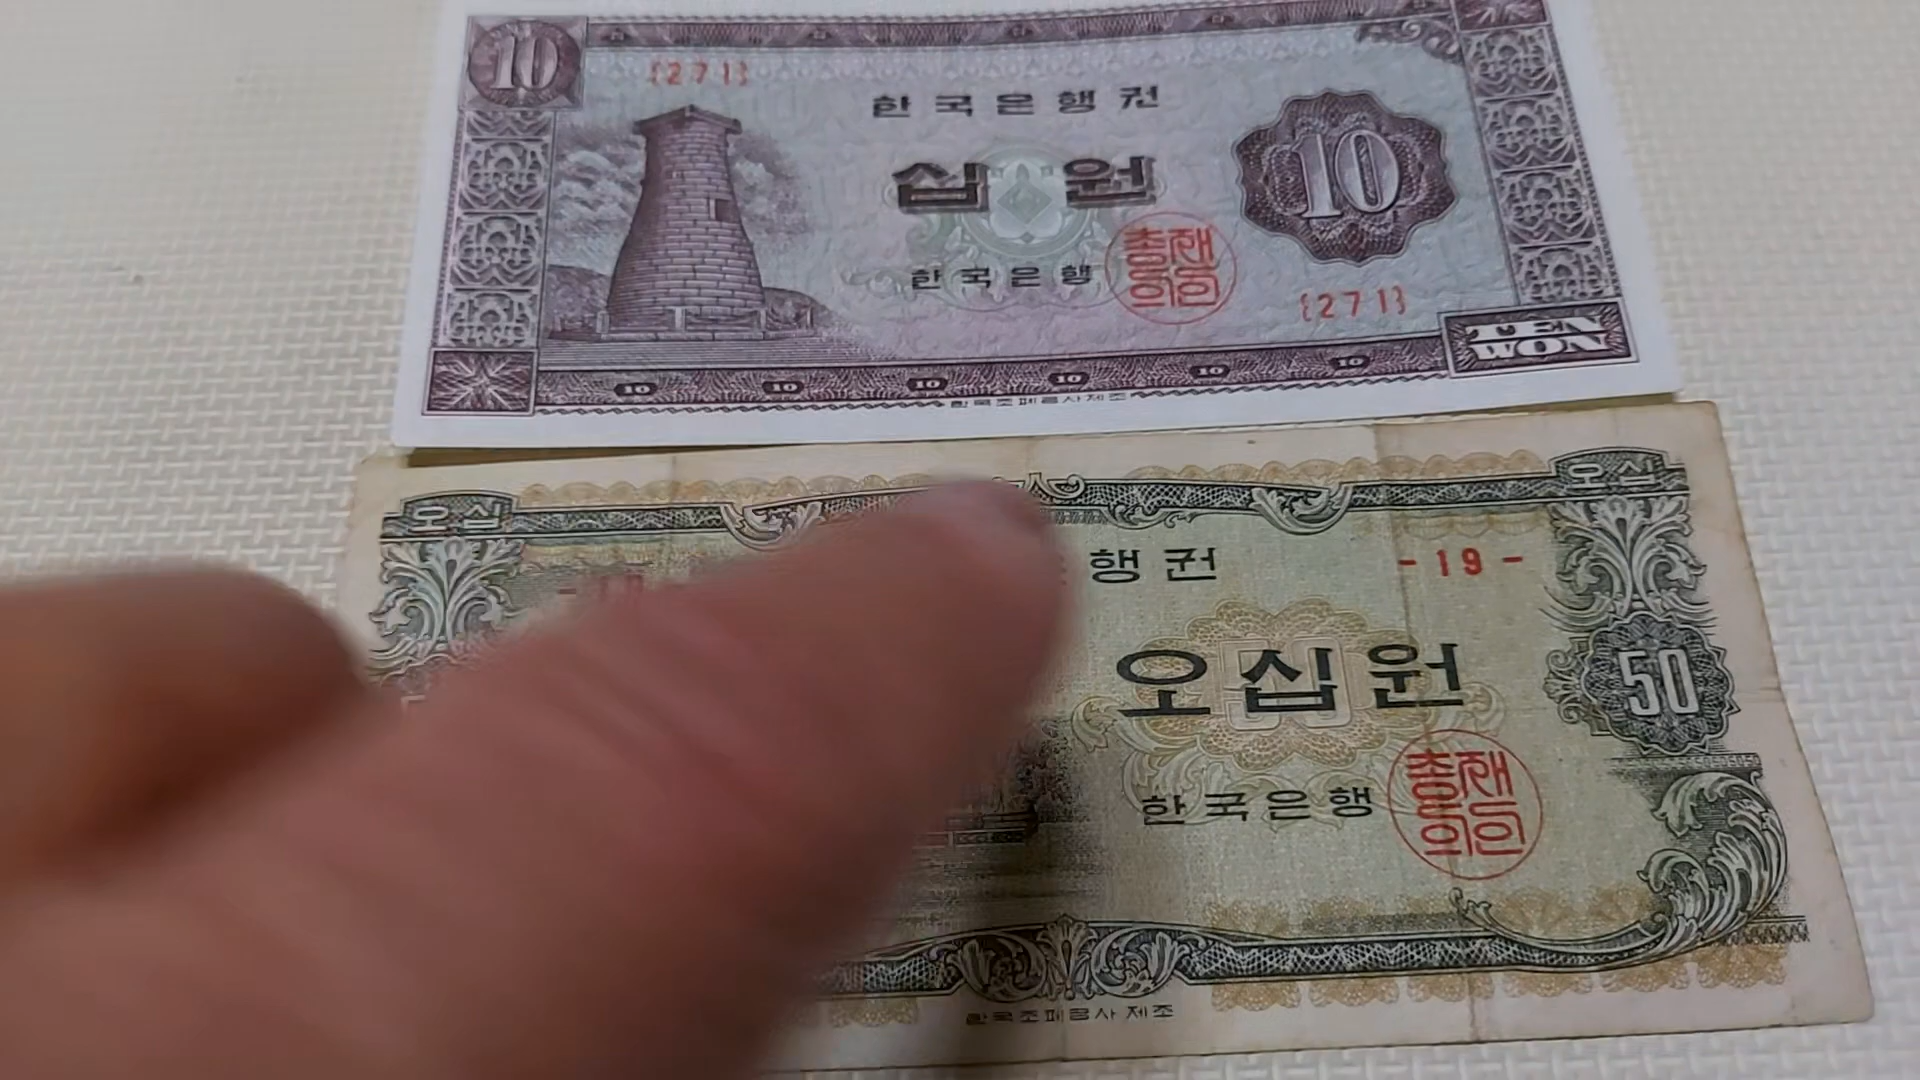 10
{271}
한국은행권
십 원
10
한국은행
총재의인
{271}
TEN
WON
10 10 10 10 10 10
한국조폐공사제조
오십
오십
행권
- 19 -
오십원
50
한국은행
총재의인
한국조폐공사 제조